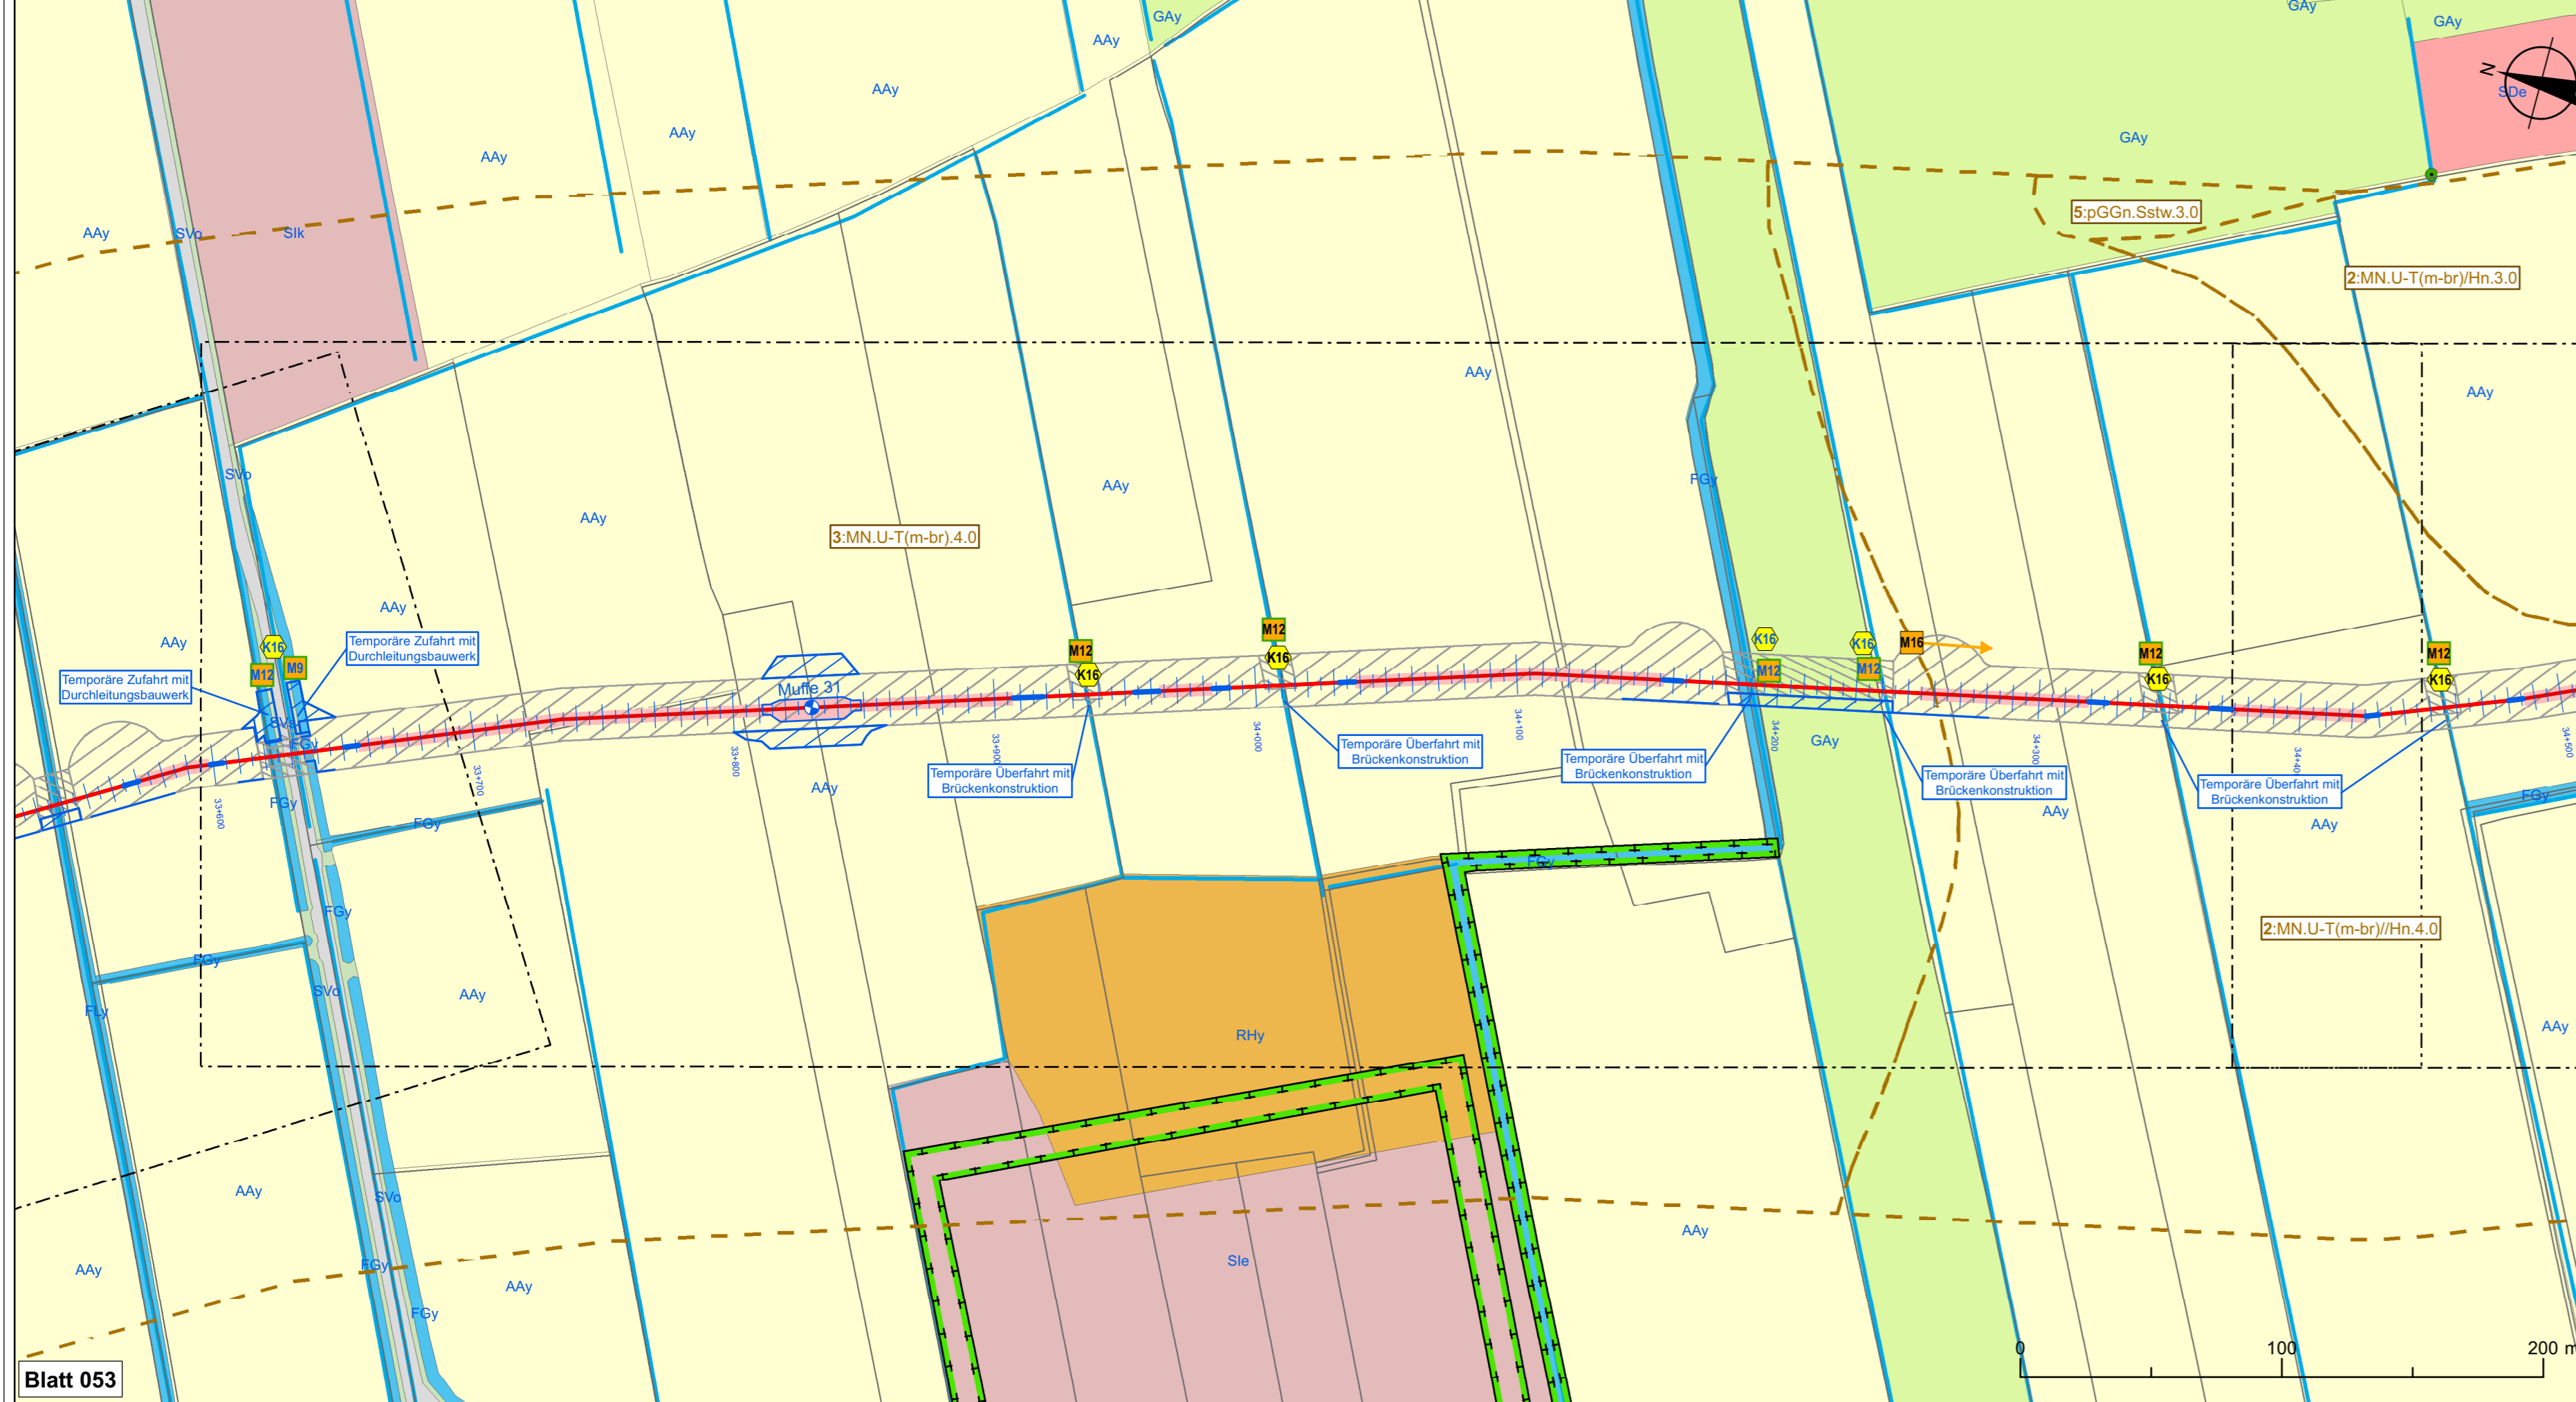 GAy
GAy
GAy
AAy
AAy
N
SDe
AAy
GAy
AAy
5:pGGn.Sstw.3.0
AAy
SVo
SIk
2:MN.U-T(m-br)/Hn.3.0
AAy
AAy
SVo
FGy
AAy
AAy
3:MN.U-T(m-br).4.0
AAy
AAy
Temporäre Zufahrt mit
Durchleitungsbauwerk
Temporäre Zufahrt mit
Durchleitungsbauwerk
K16
M12
M9
M12
K16
M12
K16
K16
M12
K16
M12
M16
M12
K16
M12
K16
Muffe 31
FGy
33+600
33+700
33+800
33+900
34+000
34+100
34+200
34+300
34+500
GAy
Temporäre Überfahrt mit
Brückenkonstruktion
Temporäre Überfahrt mit
Brückenkonstruktion
Temporäre Überfahrt mit
Brückenkonstruktion
Temporäre Überfahrt mit
Brückenkonstruktion
Temporäre Überfahrt mit
Brückenkonstruktion
AAy
FGy
FGy
AAy
AAy
FGy
FGy
FGy
2:MN.U-T(m-br)//Hn.4.0
FGy
SVo
AAy
FLy
AAy
RHy
AAy
SVo
AAy
SIe
FGy
AAy
AAy
FGy
0
100
200 m
Blatt 053